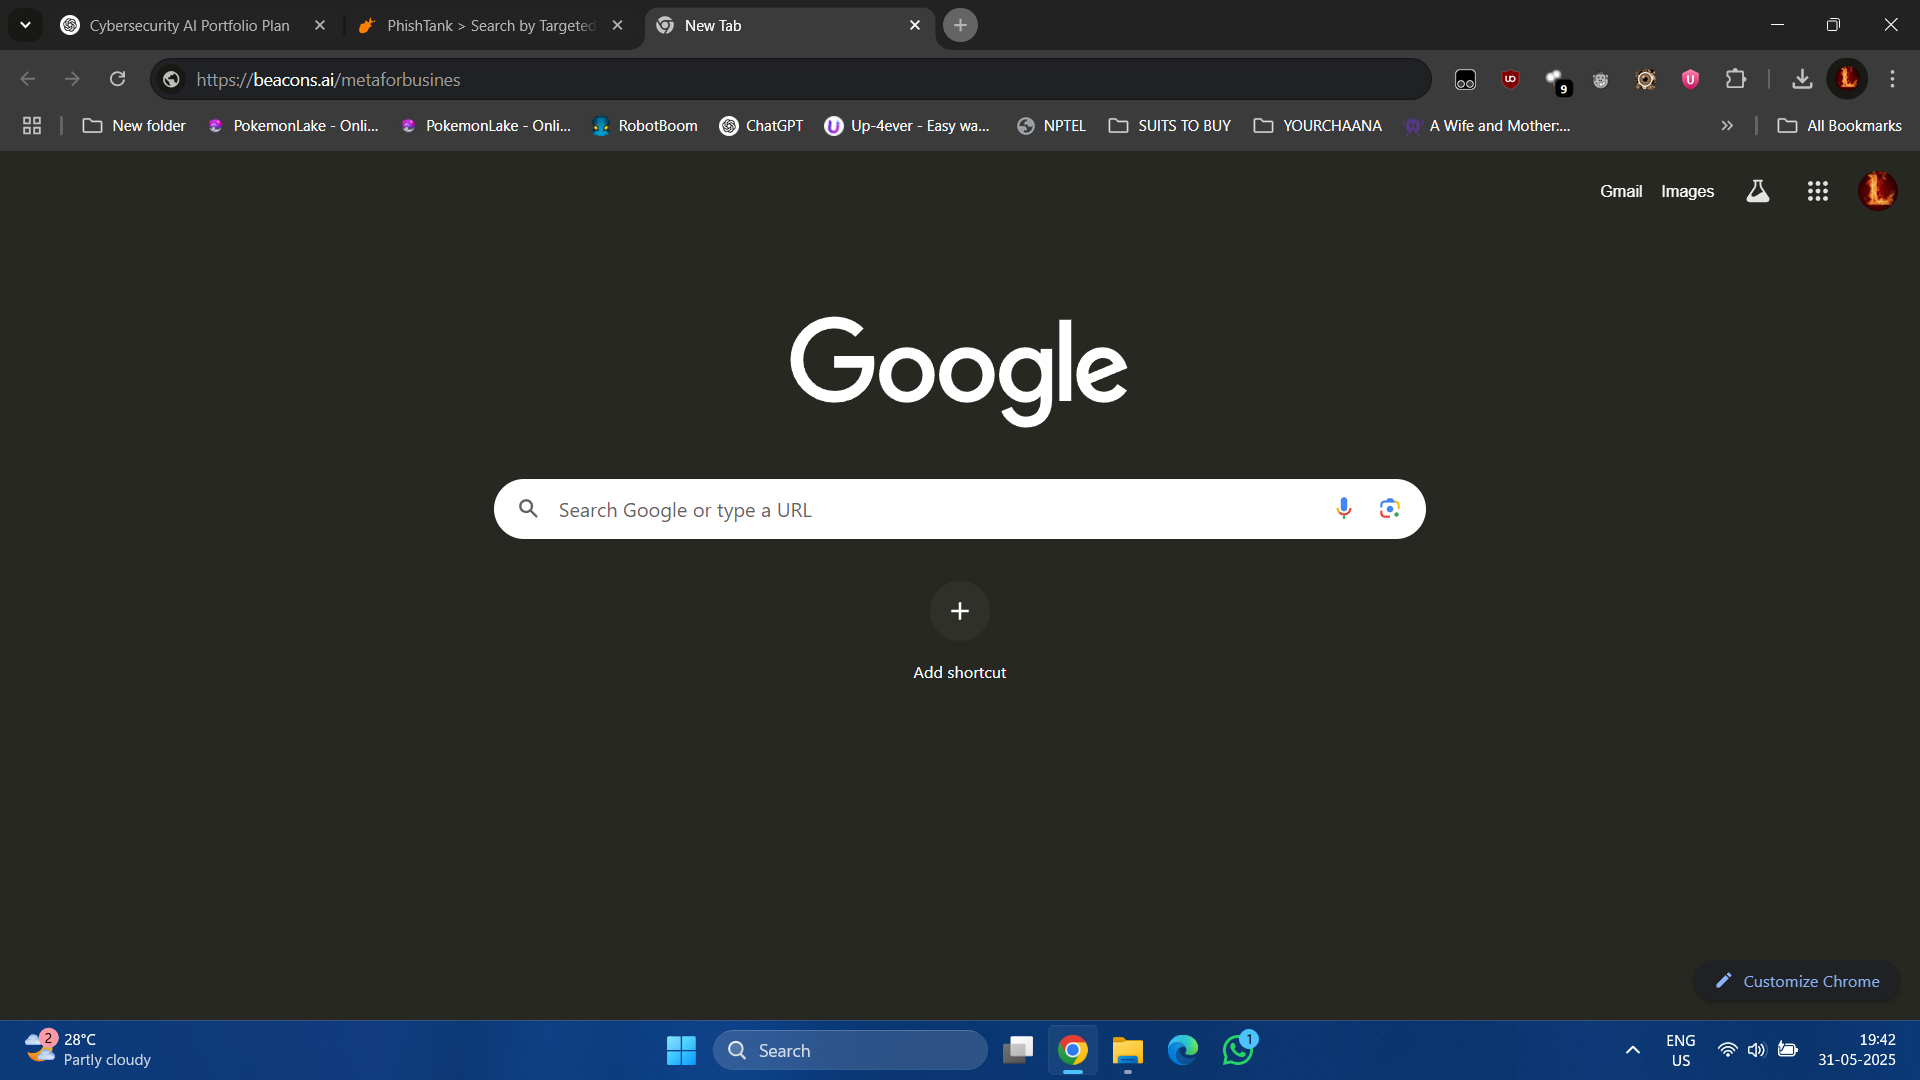 Cybersecurity AI Portfolio Plan
PhishTank > Search by Targeted
New Tab
https://beacons.ai/metaforbusines
9
New folder
PokemonLake - Onli...
PokemonLake - Onli...
RobotBoom
ChatGPT
Up-4ever - Easy wa...
NPTEL
SUITS TO BUY
YOURCHAANA
A Wife and Mother:...
All Bookmarks
Gmail
Images
Google
Search Google or type a URL
Add shortcut
Customize Chrome
2
28°C
Partly cloudy
Search
1
ENG
US
19:42
31-05-2025